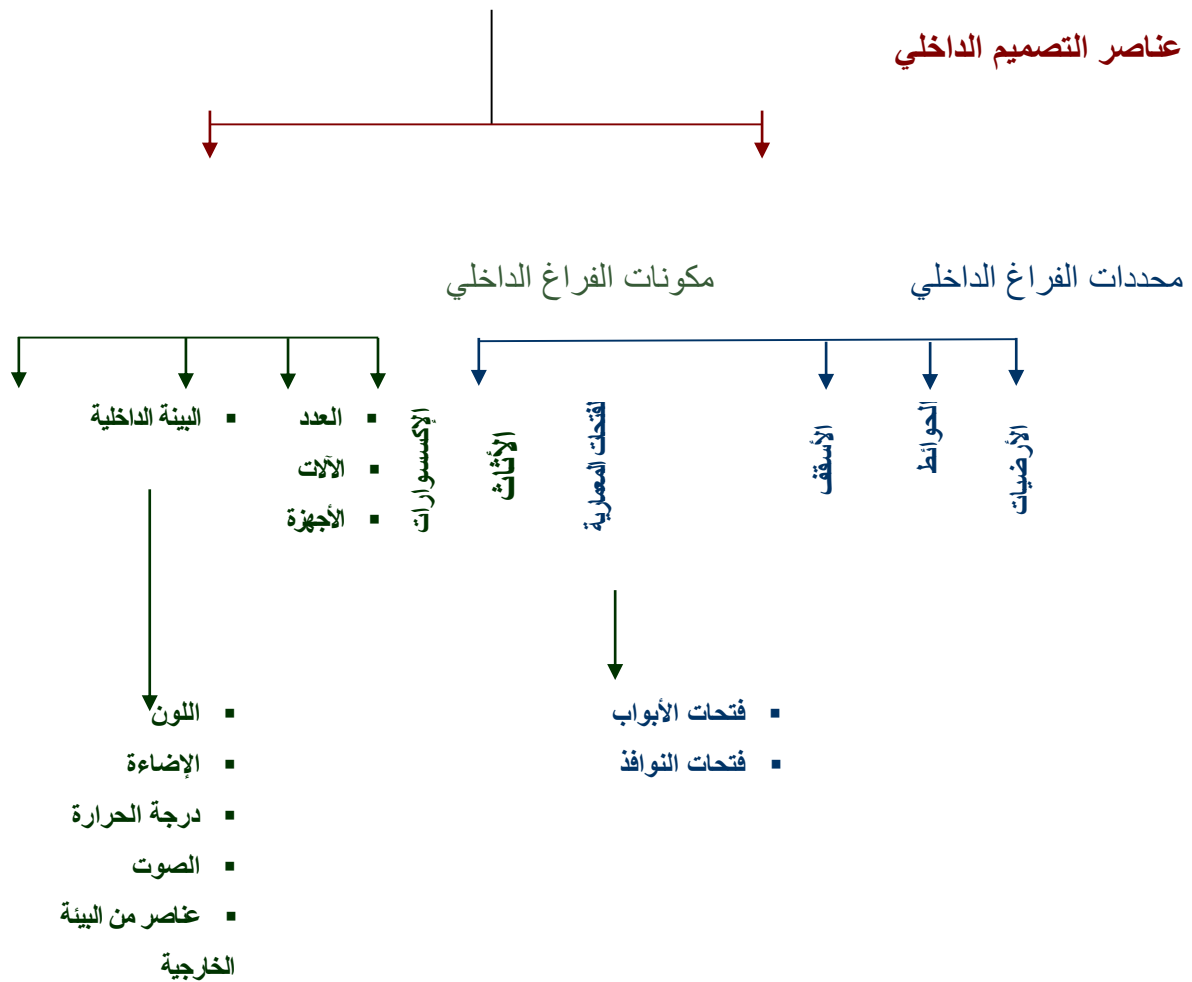 عناصر التصميم الداخلي
محددات الفراغ الداخلي
مكونات الفراغ الداخلي
الأرضيات
الحوائط
الأسقف
لفتحات المعمارية
▪ فتحات الأبواب
▪ فتحات النوافذ
الأثاث
الإكسسوارات
▪ العدد
▪ الآلات
▪ الأجهزة
▪ البيئة الداخلية
▪ اللون
▪ الإضاءة
▪ درجة الحرارة
▪ الصوت
▪ عناصر من البيئة
الخارجية